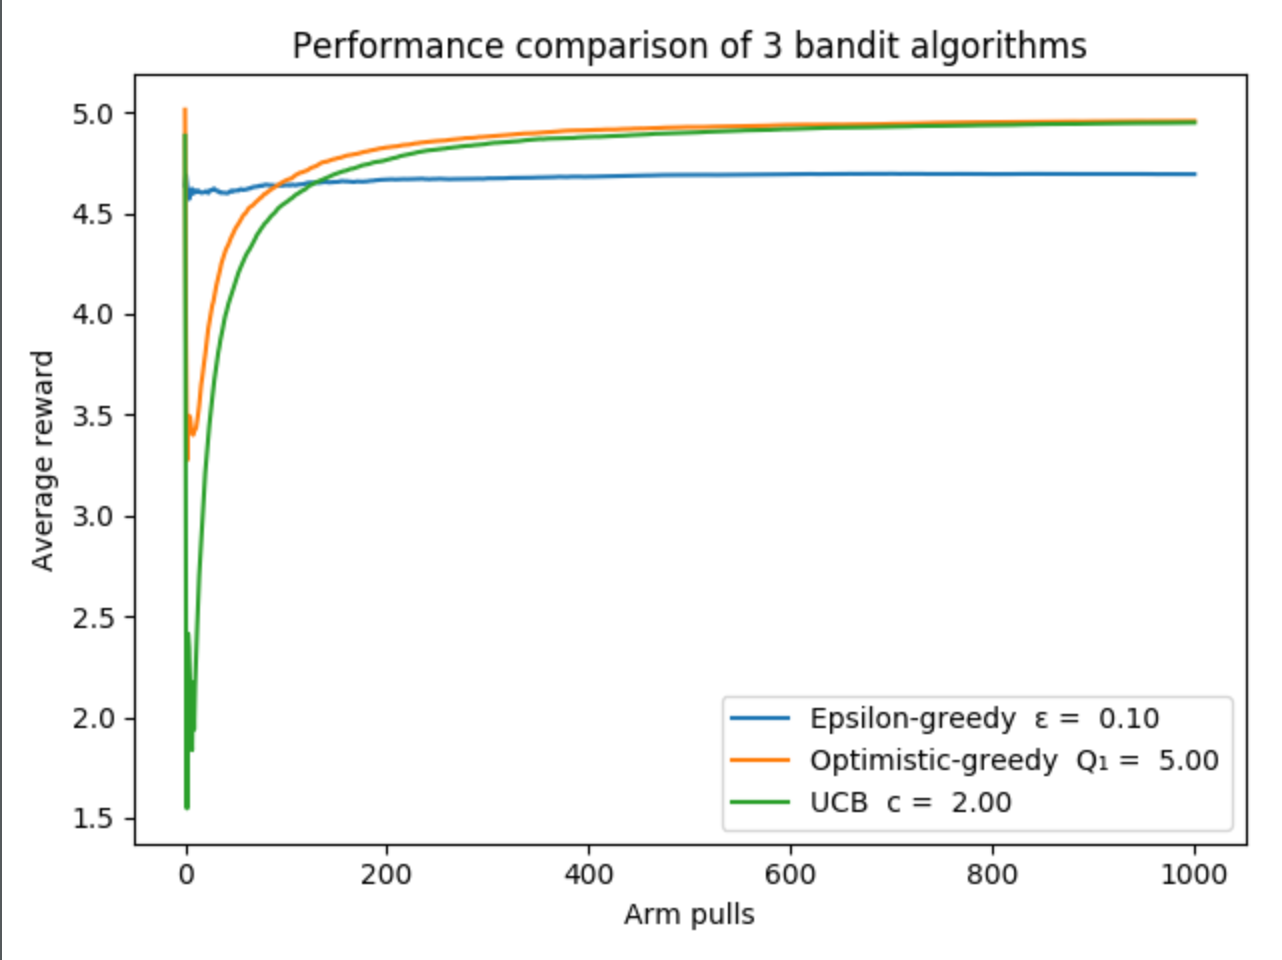 Performance comparison of 3 bandit algorithms
5.0
4.5
4.0
3.5
3.0
2.5
2.0
1.5
Average reward
Epsilon-greedy ε = 0.10
Optimistic-greedy Q₁ = 5.00
UCB c = 2.00
0 200 400 600 800 1000
Arm pulls